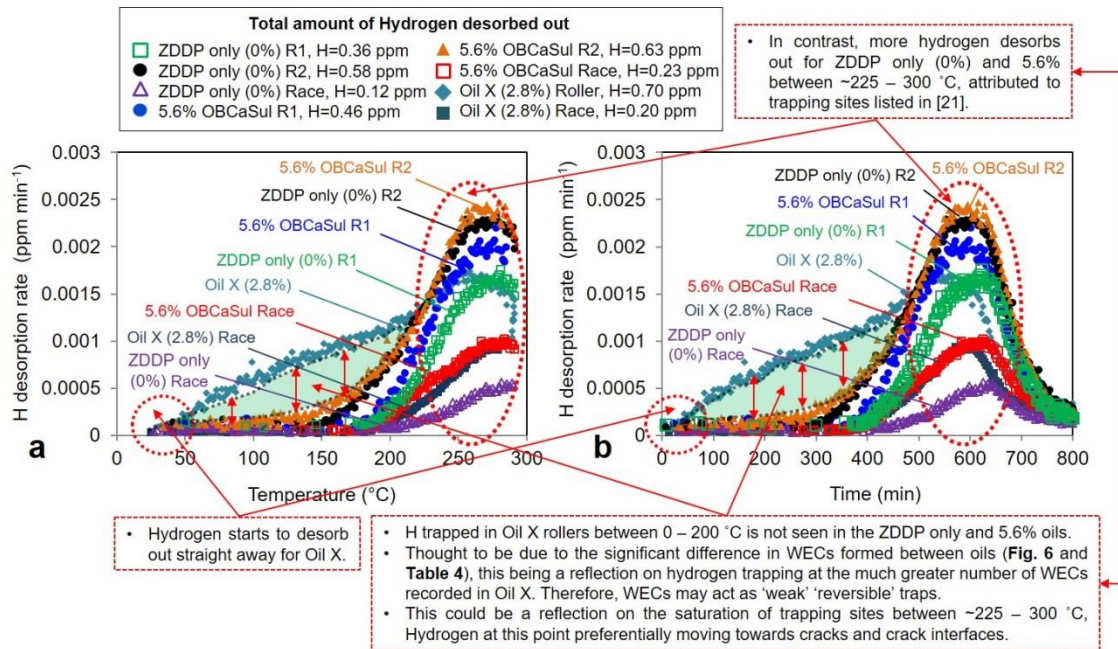 Total amount of Hydrogen desorbed out
ZDDP only (0%) R1, H=0.36 ppm
ZDDP only (0%) R2, H=0.58 ppm
ZDDP only (0%) Race, H=0.12 ppm
5.6% OBCaSul R1, H=0.46 ppm
5.6% OBCaSul R2, H=0.63 ppm
5.6% OBCaSul Race, H=0.23 ppm
Oil X (2.8%) Roller, H=0.70 ppm
Oil X (2.8%) Race, H=0.20 ppm
• In contrast, more hydrogen desorbs
out for ZDDP only (0%) and 5.6%
between ~225 – 300 ˚C, attributed to
trapping sites listed in [21].
H desorption rate (ppm min-1)
0.003
0.0025
0.002
0.0015
0.001
0.0005
0
5.6% OBCaSul R2
ZDDP only (0%) R2
5.6% OBCaSul R1
ZDDP only (0%) R1
Oil X (2.8%)
5.6% OBCaSul Race
Oil X (2.8%) Race
ZDDP only
(0%) Race
a
0 50 100 150 200 250 300
Temperature (°C)
H desorption rate (ppm min-1)
0.003
0.0025
0.002
0.0015
0.001
0.0005
0
5.6% OBCaSul R2
ZDDP only (0%) R2
5.6% OBCaSul R1
ZDDP only (0%) R1
Oil X (2.8%)
5.6% OBCaSul Race
Oil X (2.8%) Race
ZDDP only
(0%) Race
b
0 100 200 300 400 500 600 700 800
Time (min)
• Hydrogen starts to desorb
out straight away for Oil X.
• H trapped in Oil X rollers between 0 – 200 ˚C is not seen in the ZDDP only and 5.6% oils.
• Thought to be due to the significant difference in WECs formed between oils (Fig. 6 and
Table 4), this being a reflection on hydrogen trapping at the much greater number of WECs
recorded in Oil X. Therefore, WECs may act as ‘weak’ ‘reversible’ traps.
• This could be a reflection on the saturation of trapping sites between ~225 – 300 ˚C,
Hydrogen at this point preferentially moving towards cracks and crack interfaces.